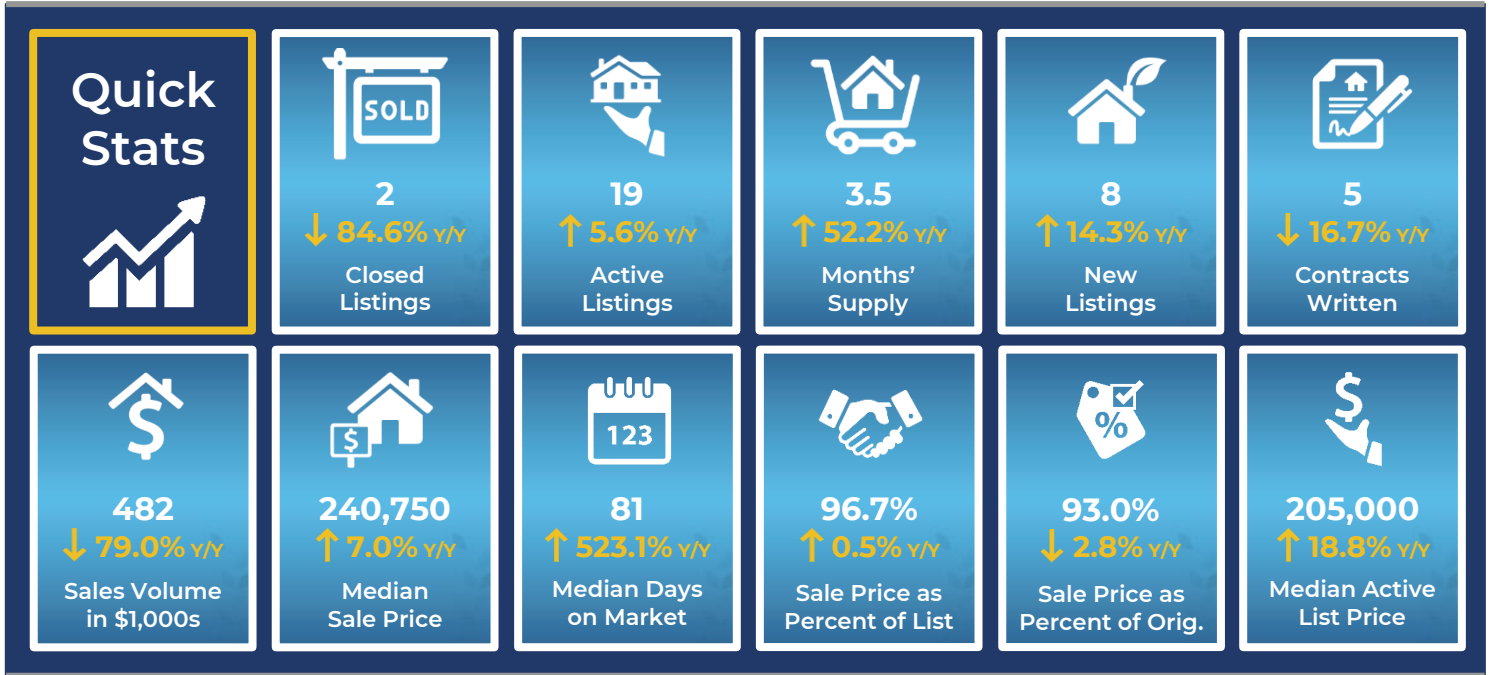 Quick
Stats
SOLD
2
↓ 84.6% Y/Y
Closed
Listings
19
↑ 5.6% Y/Y
Active
Listings
3.5
↑ 52.2% Y/Y
Months’
Supply
8
↑ 14.3% Y/Y
New
Listings
5
↓ 16.7% Y/Y
Contracts
Written
$
482
↓ 79.0% Y/Y
Sales Volume
in $1,000s
$
240,750
↑ 7.0% Y/Y
Median
Sale Price
123
81
↑ 523.1% Y/Y
Median Days
on Market
96.7%
↑ 0.5% Y/Y
Sale Price as
Percent of List
%
93.0%
↓ 2.8% Y/Y
Sale Price as
Percent of Orig.
$
205,000
↑ 18.8% Y/Y
Median Active
List Price